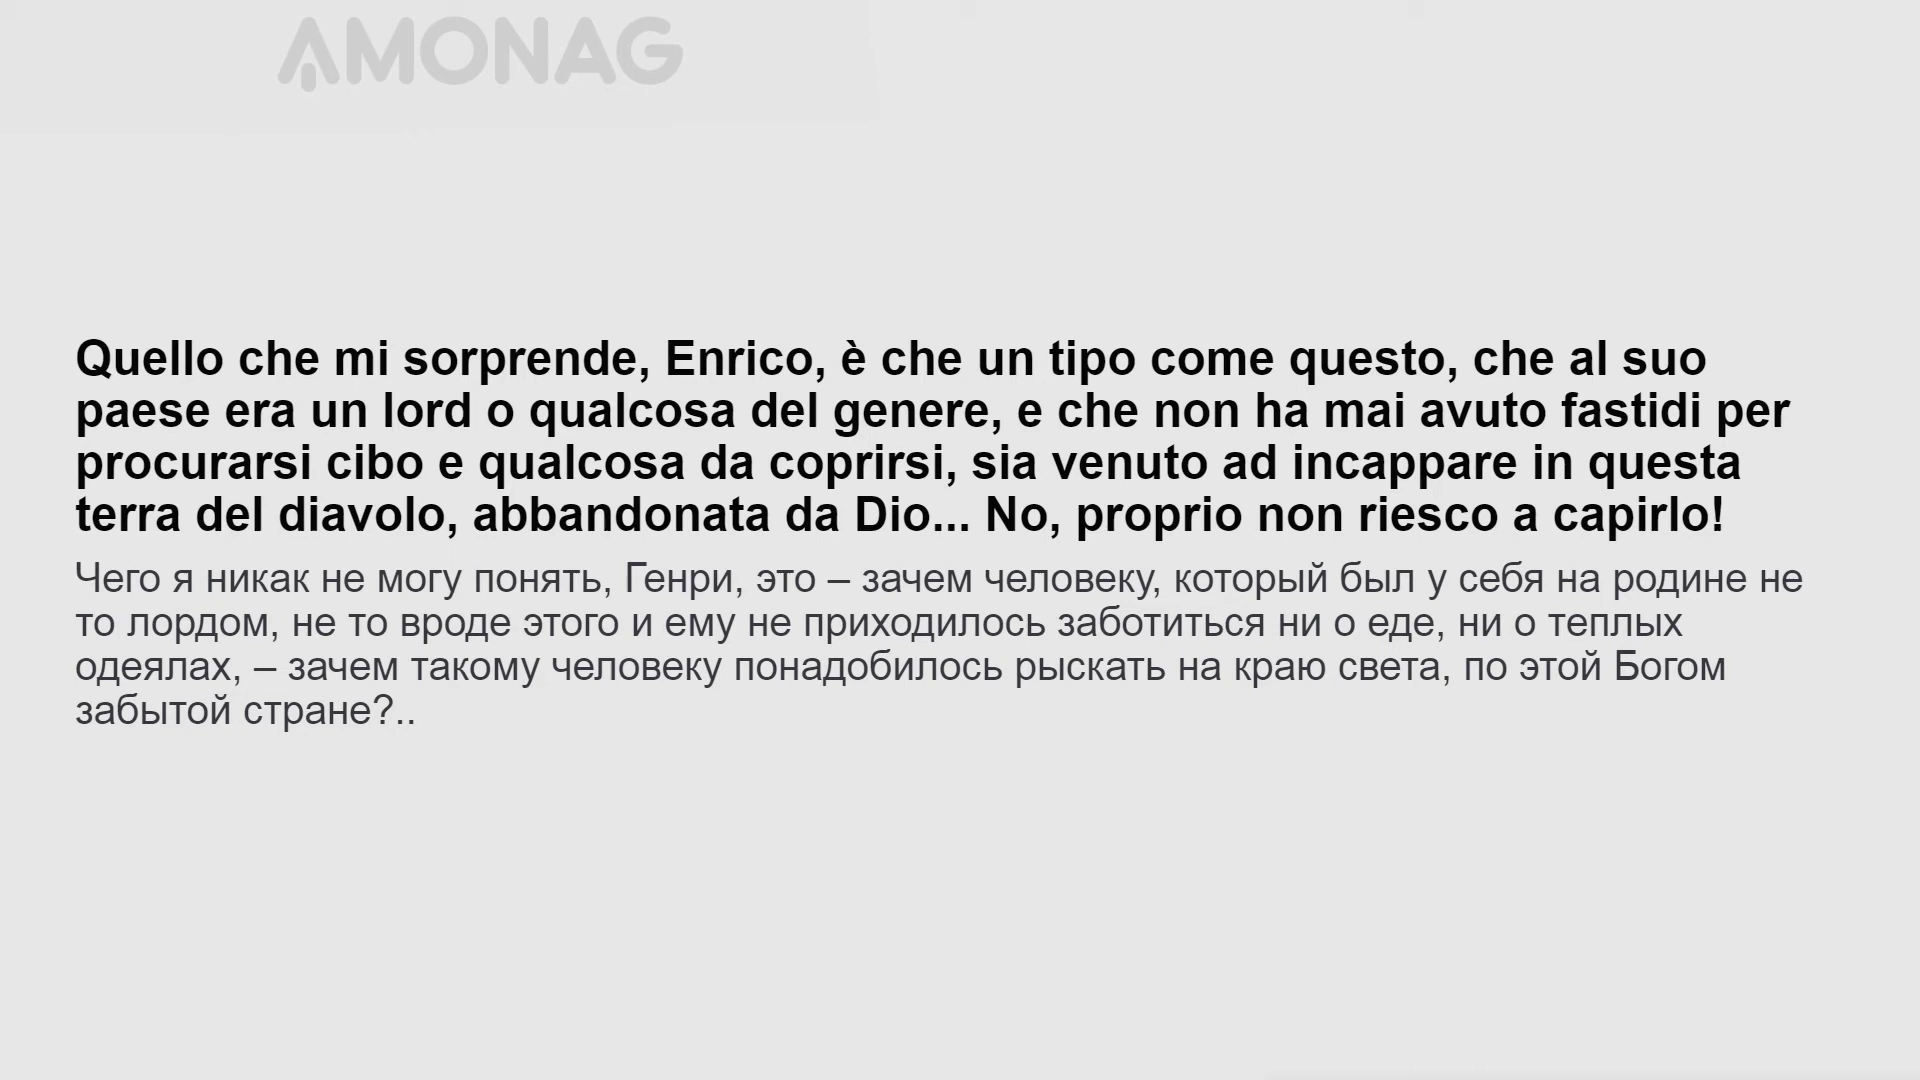 AMONAG
Quello che mi sorprende, Enrico, è che un tipo come questo, che al suo
paese era un lord o qualcosa del genere, e che non ha mai avuto fastidi per
procurarsi cibo e qualcosa da coprirsi, sia venuto ad incappare in questa
terra del diavolo, abbandonata da Dio... No, proprio non riesco a capirlo!
Чего я никак не могу понять, Генри, это – зачем человеку, который был у себя на родине не
то лордом, не то вроде этого и ему не приходилось заботиться ни о еде, ни о теплых
одеялах, – зачем такому человеку понадобилось рыскать на краю света, по этой Богом
забытой стране?..